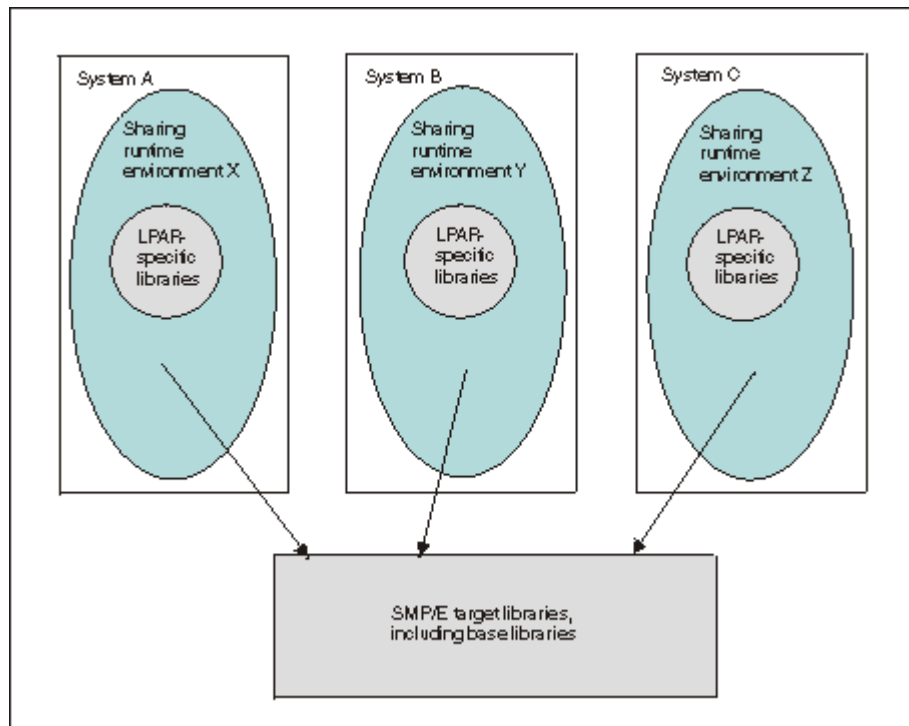 System A
Sharing
runtime
environment X
LPAR-
specific
libraries
System B
Sharing
runtime
environment Y
LPAR-
specific
libraries
System C
Sharing
runtime
environment Z
LPAR-
specific
libraries
SMP/E target libraries,
including base libraries